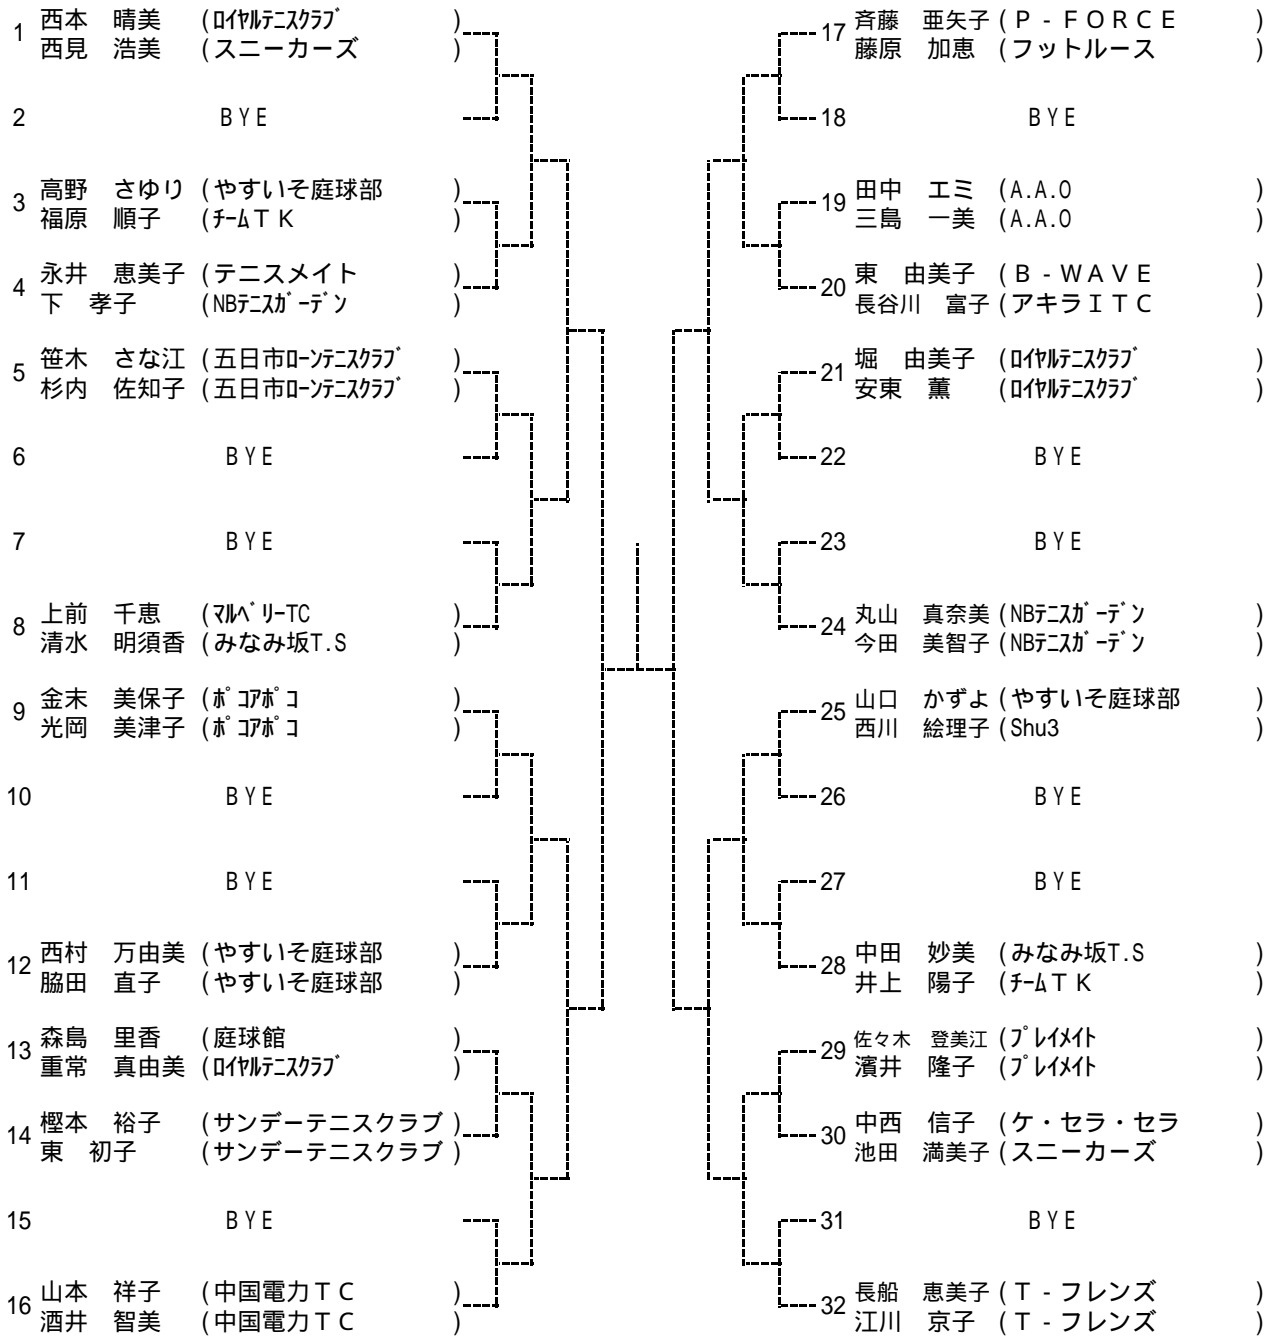 1 西本　晴美　(ﾛｲﾔﾙﾃﾆｽｸﾗﾌﾞ)
西見　浩美　(スニーカーズ)
2 ＢＹＥ
3 高野　さゆり (やすいそ庭球部)
福原　順子　(ﾁｰﾑＴＫ)
4 永井　恵美子 (テニスメイト)
下　孝子　(NBﾃﾆｽｶﾞｰﾃﾞﾝ)
5 笹木　さな江 (五日市ﾛｰﾝﾃﾆｽｸﾗﾌﾞ)
杉内　佐知子 (五日市ﾛｰﾝﾃﾆｽｸﾗﾌﾞ)
6 ＢＹＥ
7 ＢＹＥ
8 上前　千恵　(ﾏﾙﾍﾞﾘｰTC)
清水　明須香 (みなみ坂T.S)
9 金末　美保子 (ﾎﾟｺｱﾎﾟｺ)
光岡　美津子 (ﾎﾟｺｱﾎﾟｺ)
10 ＢＹＥ
11 ＢＹＥ
12 西村　万由美 (やすいそ庭球部)
脇田　直子　(やすいそ庭球部)
13 森島　里香　(庭球館)
重常　真由美 (ﾛｲﾔﾙﾃﾆｽｸﾗﾌﾞ)
14 樫本　裕子　(サンデーテニスクラブ)
東　初子　(サンデーテニスクラブ)
15 ＢＹＥ
16 山本　祥子　(中国電力ＴＣ)
酒井　智美　(中国電力ＴＣ)
17 斉藤　亜矢子 (Ｐ‐ＦＯＲＣＥ)
藤原　加恵　(フットルース)
18 ＢＹＥ
19 田中　エミ　(A.A.O)
三島　一美　(A.A.O)
20 東　由美子　(Ｂ‐ＷＡＶＥ)
長谷川　富子 (アキラＩＴＣ)
21 堀　由美子　(ﾛｲﾔﾙﾃﾆｽｸﾗﾌﾞ)
安東　薫　(ﾛｲﾔﾙﾃﾆｽｸﾗﾌﾞ)
22 ＢＹＥ
23 ＢＹＥ
24 丸山　真奈美 (NBﾃﾆｽｶﾞｰﾃﾞﾝ)
今田　美智子 (NBﾃﾆｽｶﾞｰﾃﾞﾝ)
25 山口　かずよ (やすいそ庭球部)
西川　絵理子 (Shu3)
26 ＢＹＥ
27 ＢＹＥ
28 中田　妙美　(みなみ坂T.S)
井上　陽子　(ﾁｰﾑＴＫ)
29 佐々木　登美江 (ﾌﾟﾚｲﾒｲﾄ)
濱井　隆子　(ﾌﾟﾚｲﾒｲﾄ)
30 中西　信子　(ケ・セラ・セラ)
池田　満美子 (スニーカーズ)
31 ＢＹＥ
32 長船　恵美子 (Ｔ‐フレンズ)
江川　京子　(Ｔ‐フレンズ)